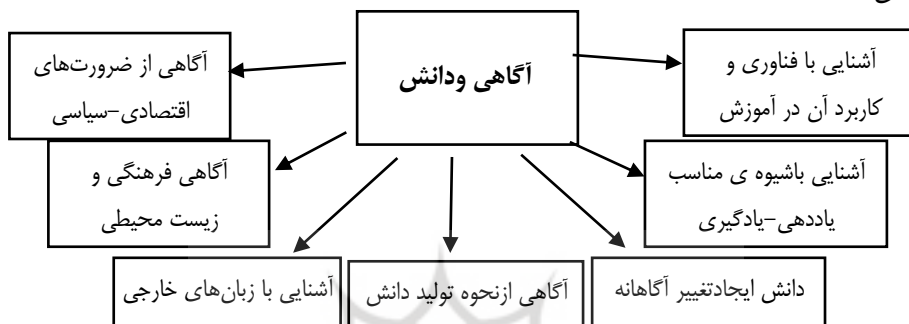 آگاهی ودانش
آشنایی با فناوری و
کاربرد آن در آموزش
آگاهی از ضرورت‌های
اقتصادی-سیاسی
آشنایی باشیوه ی مناسب
یاددهی-یادگیری
آگاهی فرهنگی و
زیست محیطی
دانش ایجادتغییر آگاهانه
آگاهی ازنحوه تولید دانش
آشنایی با زبان‌های خارجی